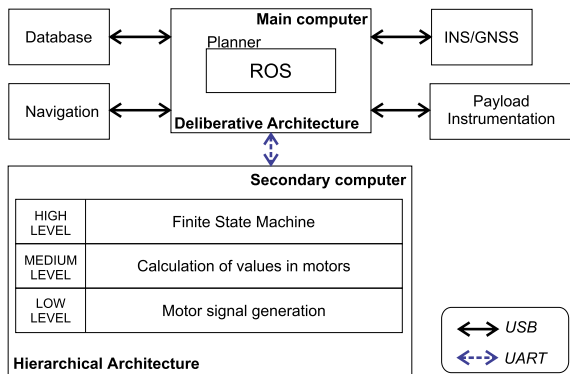 Main computer
Database
Planner
ROS
INS/GNSS
Navigation
Payload
Instrumentation
Deliberative Architecture
Secondary computer
HIGH
LEVEL
Finite State Machine
MEDIUM
LEVEL
Calculation of values in motors
LOW
LEVEL
Motor signal generation
Hierarchical Architecture
USB
UART